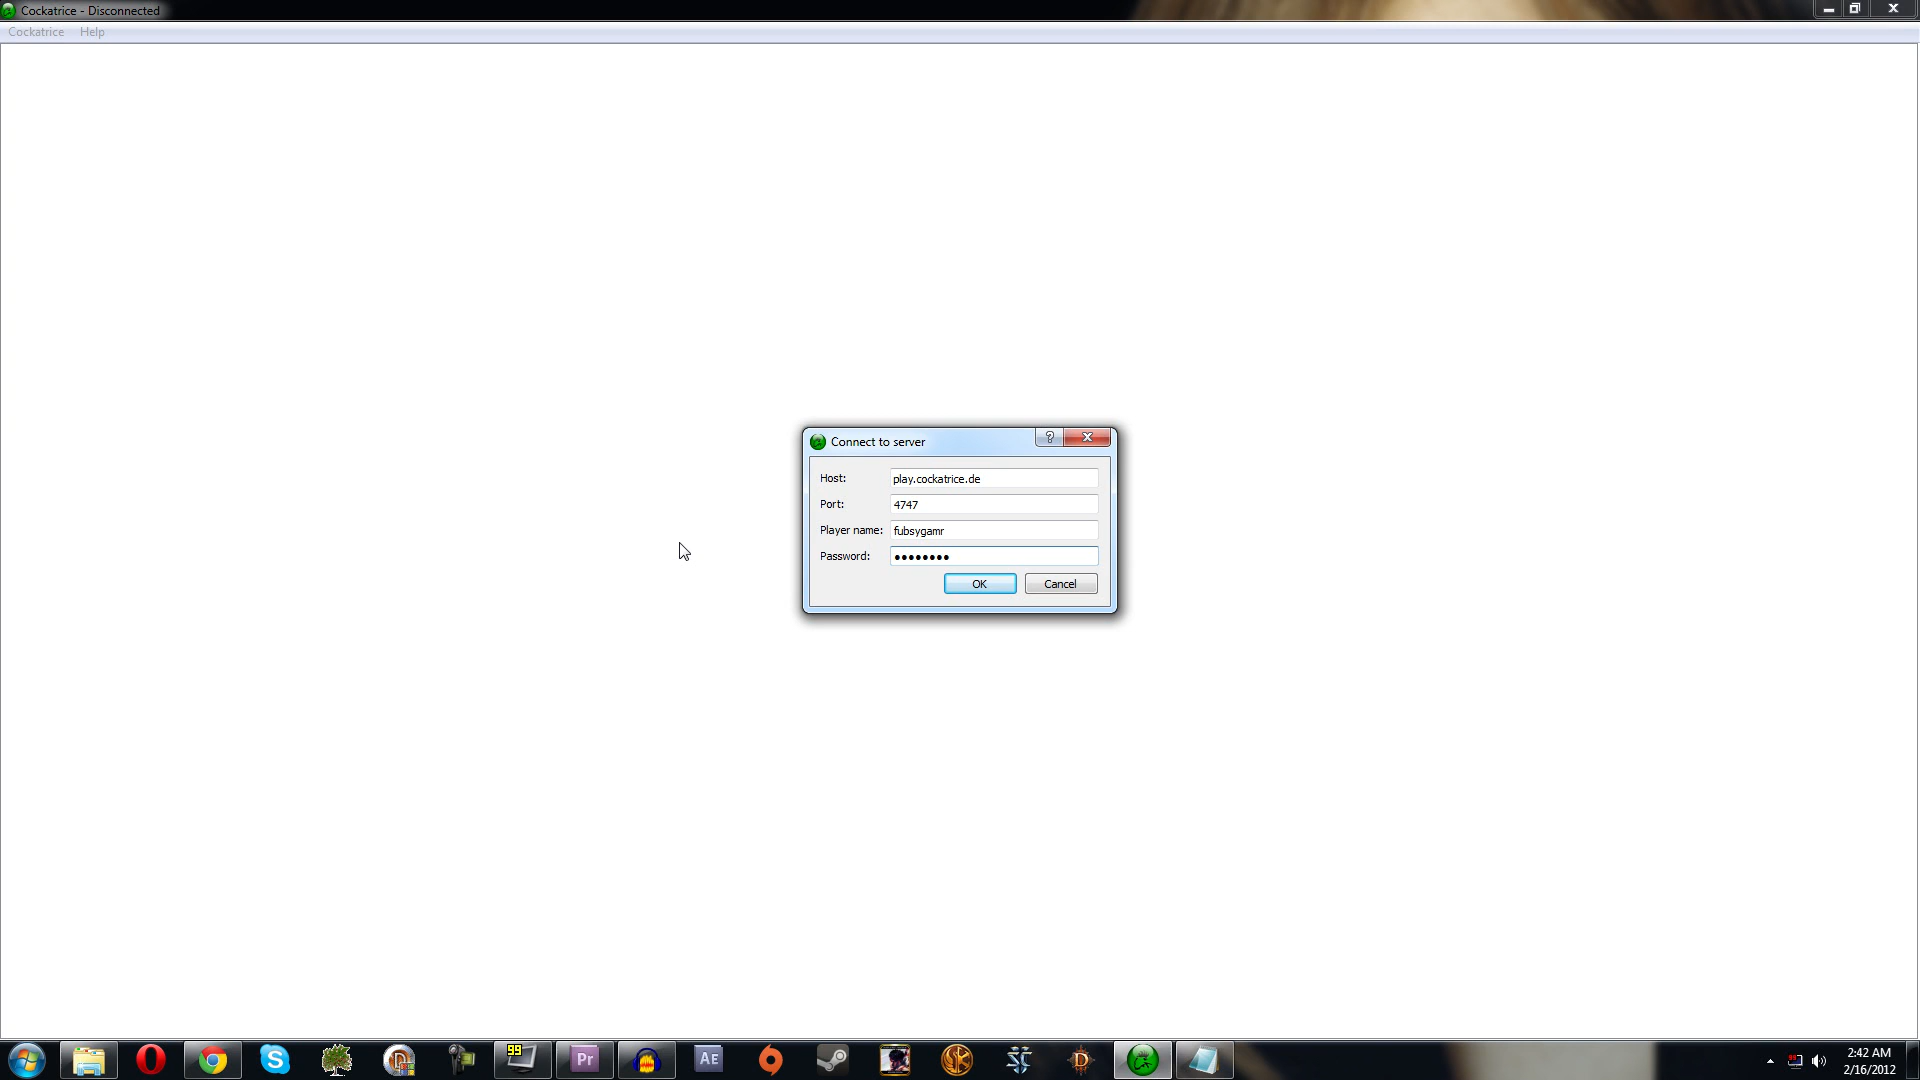 Cockatrice - Disconnected
Cockatrice Help
Connect to server
?
Host: play.cockatrice.de
Port: 4747
Player name: fubsygamr
Password: ●●●●●●●●
OK Cancel
99
Pr
AE
2:42 AM
2/16/2012